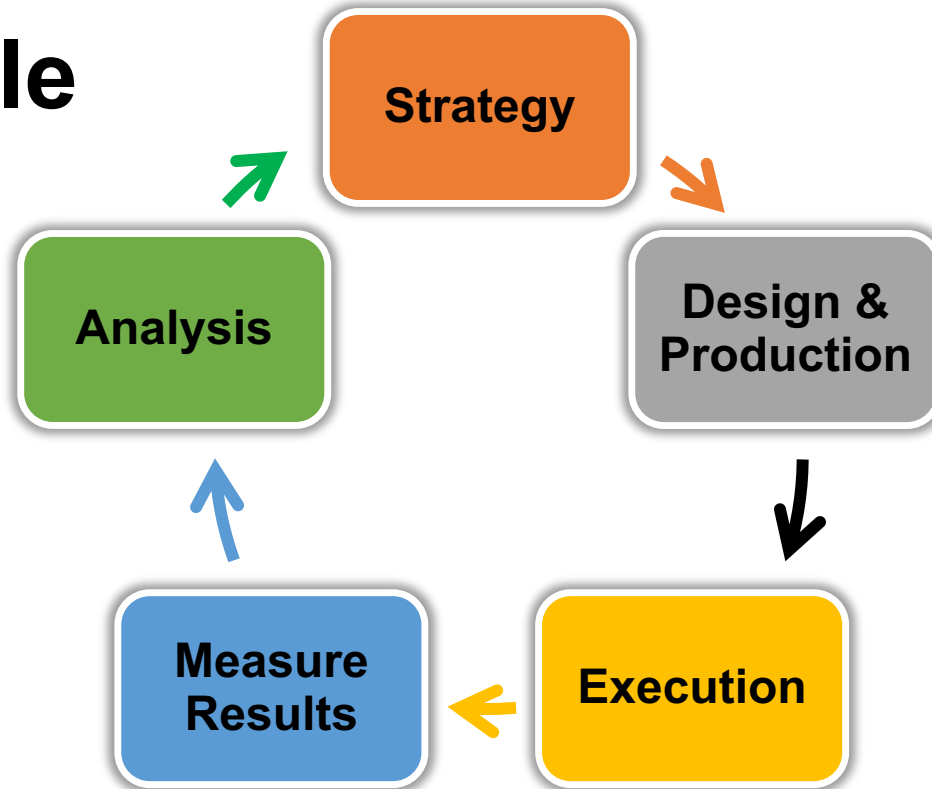 le
Strategy
Design &
Production
Execution
Measure
Results
Analysis